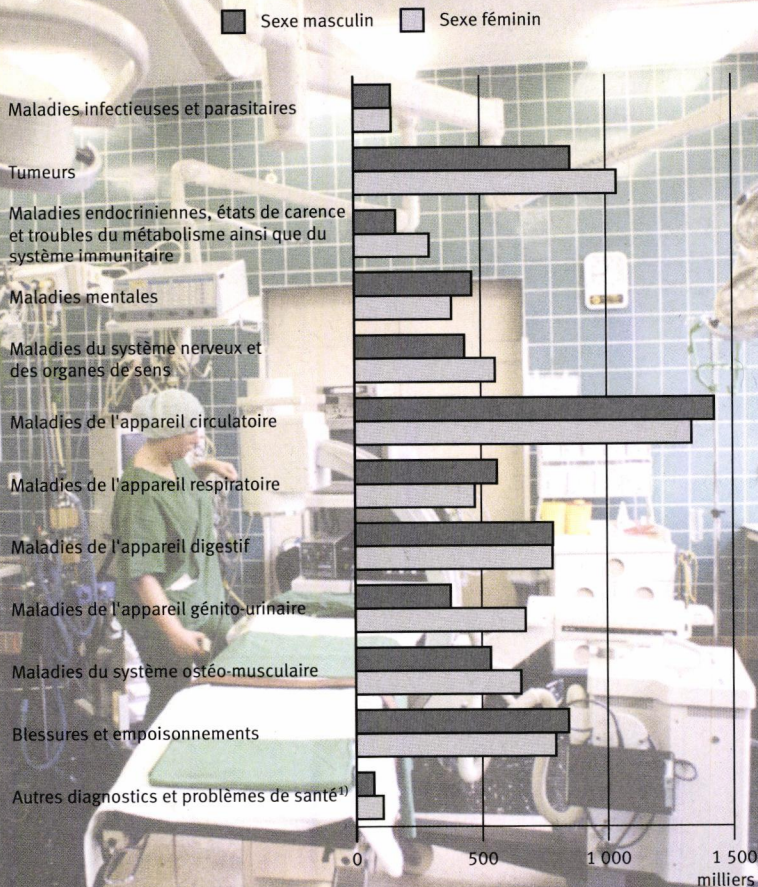 Sexe masculin Sexe féminin
Maladies infectieuses et parasitaires
Tumeurs
Maladies endocriniennes, états de carence
et troubles du métabolisme ainsi que du
système immunitaire
Maladies mentales
Maladies du système nerveux et
des organes de sens
Maladies de l'appareil circulatoire
Maladies de l'appareil respiratoire
Maladies de l'appareil digestif
Maladies de l'appareil génito-urinaire
Maladies du système ostéo-musculaire
Blessures et empoisonnements
Autres diagnostics et problèmes de santé¹⁾
0 500 1 000 1 500
milliers